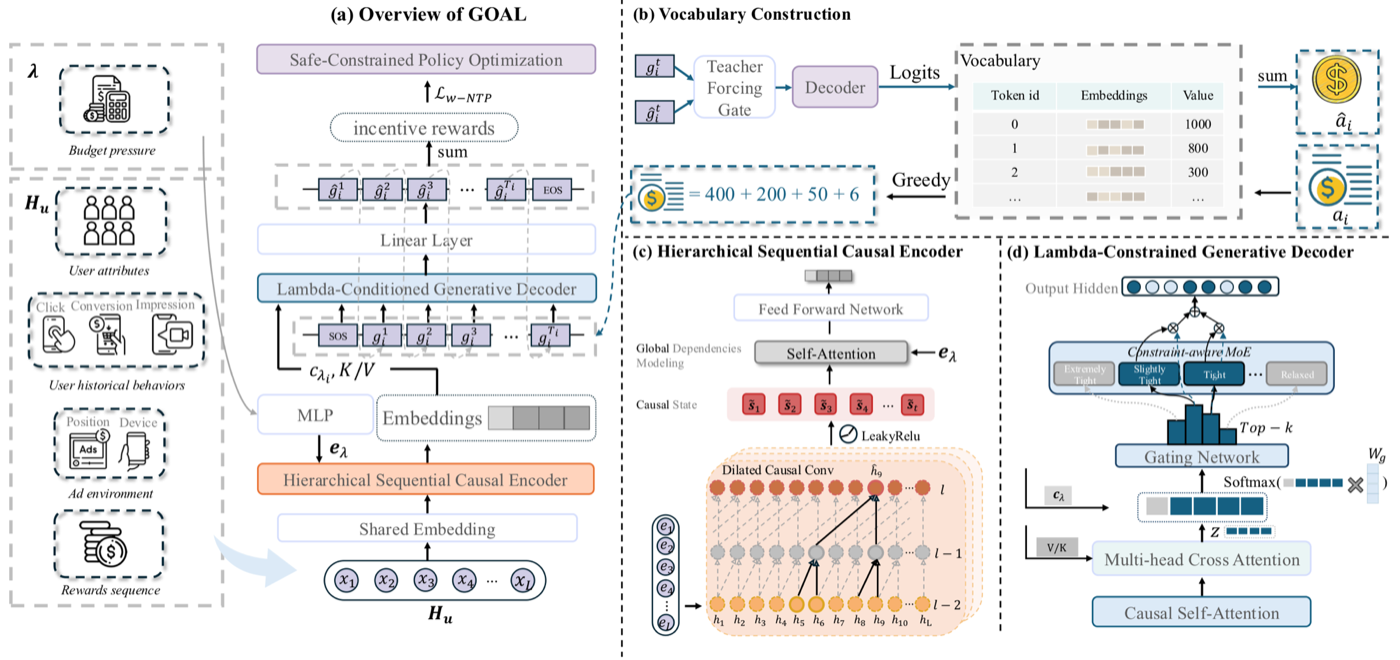 (a) Overview of GOAL
λ
Budget pressure
H_u
User attributes
Click Conversion Impression
User historical behaviors
Position Device
Ads
Ad environment
Rewards sequence
Safe-Constrained Policy Optimization
ℒ_{W−NTP}
incentive rewards
sum
ĝ_i^1 ĝ_i^2 ĝ_i^3 ... ĝ_i^{T_i} EOS
Linear Layer
Lambda-Conditioned Generative Decoder
SOS g_i^1 g_i^2 g_i^3 ... g_i^{T_i}
c_{λ_i}, K/V
MLP
Embeddings
e_λ
Hierarchical Sequential Causal Encoder
Shared Embedding
x_1 x_2 x_3 x_4 ... x_L
H_u
(b) Vocabulary Construction
g_i^t
ĝ_i^t
Teacher
Forcing
Gate
Decoder
Logits
Vocabulary
Token id Embeddings Value
0 1000
1 800
2 300
... ...
sum
â_i
a_i
Greedy
= 400 + 200 + 50 + 6
(c) Hierarchical Sequential Causal Encoder
Feed Forward Network
Global Dependencies
Modeling
Self-Attention
e_λ
Causal State
s̃_1 s̃_2 s̃_3 s̃_4 ... s̃_t
LeakyRelu
Dilated Causal Conv
ĥ_9
l
l−1
l−2
e_1
e_2
e_3
e_4
⋮
e_L
h_1 h_2 h_3 h_4 h_5 h_6 h_7 h_8 h_9 h_10 h_L
(d) Lambda-Constrained Generative Decoder
Output Hidden
Constraint-aware MoE
Extremely
Tight
Slightly
Tight
Tight
...
Relaxed
Top−k
Gating Network
W_g
Softmax( )
c_λ
Z
V/K
Multi-head Cross Attention
Causal Self-Attention